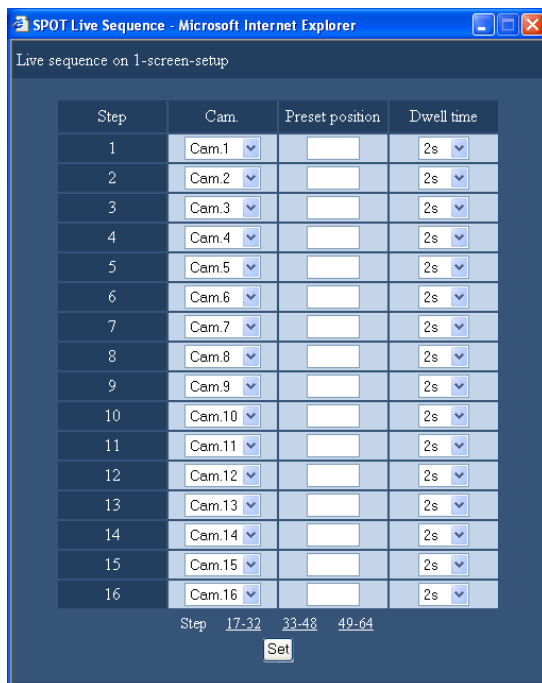 SPOT Live Sequence - Microsoft Internet Explorer
Live sequence on 1-screen-setup
Step Cam. Preset position Dwell time
1 Cam.1 2s
2 Cam.2 2s
3 Cam.3 2s
4 Cam.4 2s
5 Cam.5 2s
6 Cam.6 2s
7 Cam.7 2s
8 Cam.8 2s
9 Cam.9 2s
10 Cam.10 2s
11 Cam.11 2s
12 Cam.12 2s
13 Cam.13 2s
14 Cam.14 2s
15 Cam.15 2s
16 Cam.16 2s
Step 17-32 33-48 49-64
Set